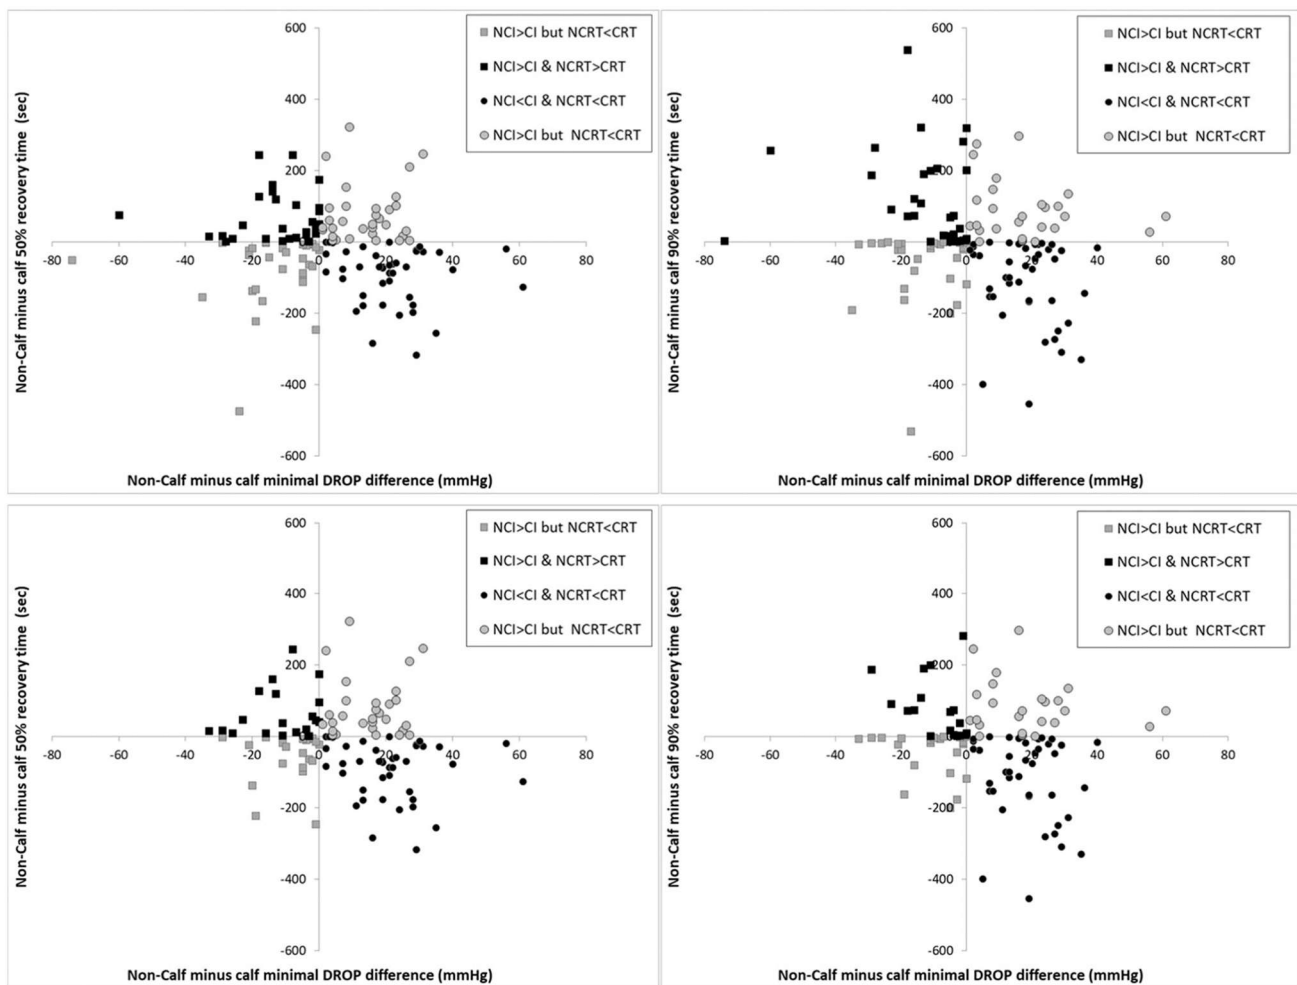 600
400
200
0
-200
-400
-600
-80
-60
-40
-20
0
20
40
60
80
NCI>CI but NCRT<CRT
NCI>CI & NCRT>CRT
NCI<CI & NCRT<CRT
NCI>CI but NCRT<CRT
Non-Calf minus calf 50% recovery time (sec)
Non-Calf minus calf minimal DROP difference (mmHg)
600
400
200
0
-200
-400
-600
-80
-60
-40
-20
0
20
40
60
80
NCI>CI but NCRT<CRT
NCI>CI & NCRT>CRT
NCI<CI & NCRT<CRT
NCI>CI but NCRT<CRT
Non-Calf minus calf 90% recovery time (sec)
Non-Calf minus calf minimal DROP difference (mmHg)
600
400
200
0
-200
-400
-600
-80
-60
-40
-20
0
20
40
60
80
NCI>CI but NCRT<CRT
NCI>CI & NCRT>CRT
NCI<CI & NCRT<CRT
NCI>CI but NCRT<CRT
Non-Calf minus calf 50% recovery time (sec)
Non-Calf minus calf minimal DROP difference (mmHg)
600
400
200
0
-200
-400
-600
-80
-60
-40
-20
0
20
40
60
80
NCI>CI but NCRT<CRT
NCI>CI & NCRT>CRT
NCI<CI & NCRT<CRT
NCI>CI but NCRT<CRT
Non-Calf minus calf 90% recovery time (sec)
Non-Calf minus calf minimal DROP difference (mmHg)